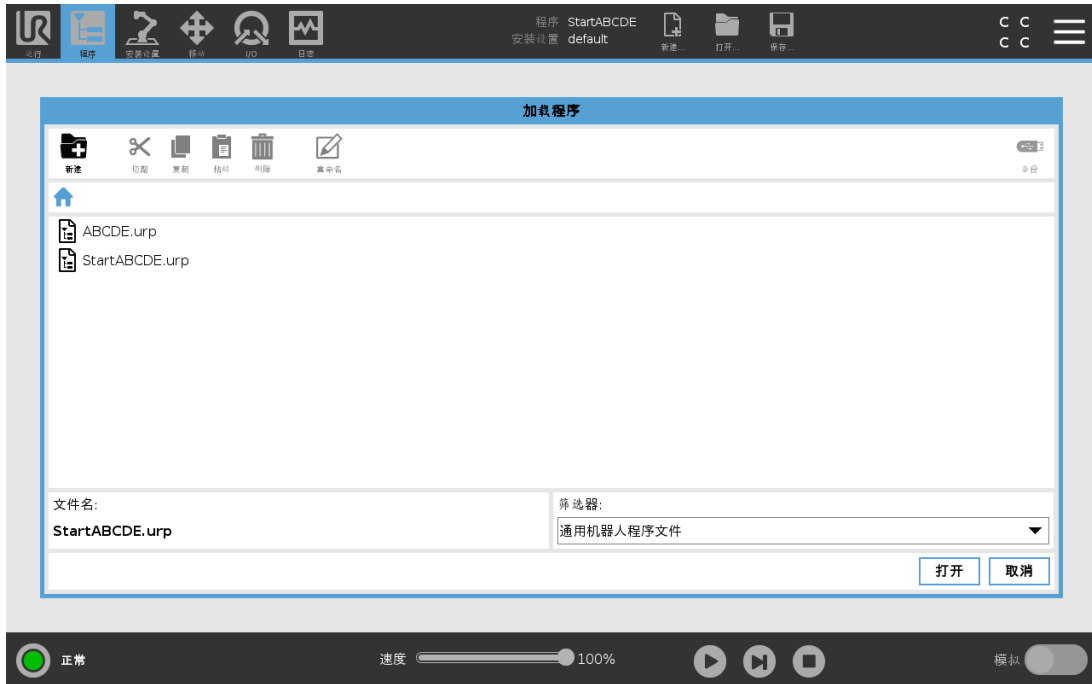 程序 StartABCDE
安装设置 default
C C
C C
运行
程序
安装设置
移动
I/O
日志
新建...
打开...
保存...
加载程序
新建
切割
复制
粘贴
删除
重命名
备份
ABCDE.urp
StartABCDE.urp
文件名:
StartABCDE.urp
筛选器:
通用机器人程序文件
打开
取消
正常
速度
100%
模拟